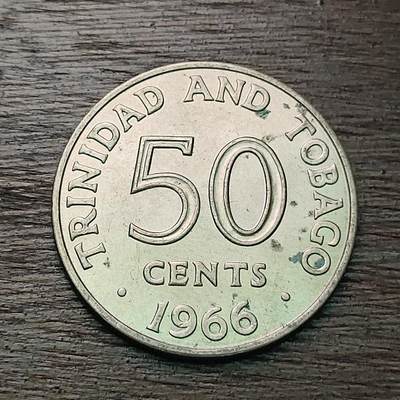 TRINIDAD AND TOBAGO
50
CENTS
· 1966 ·